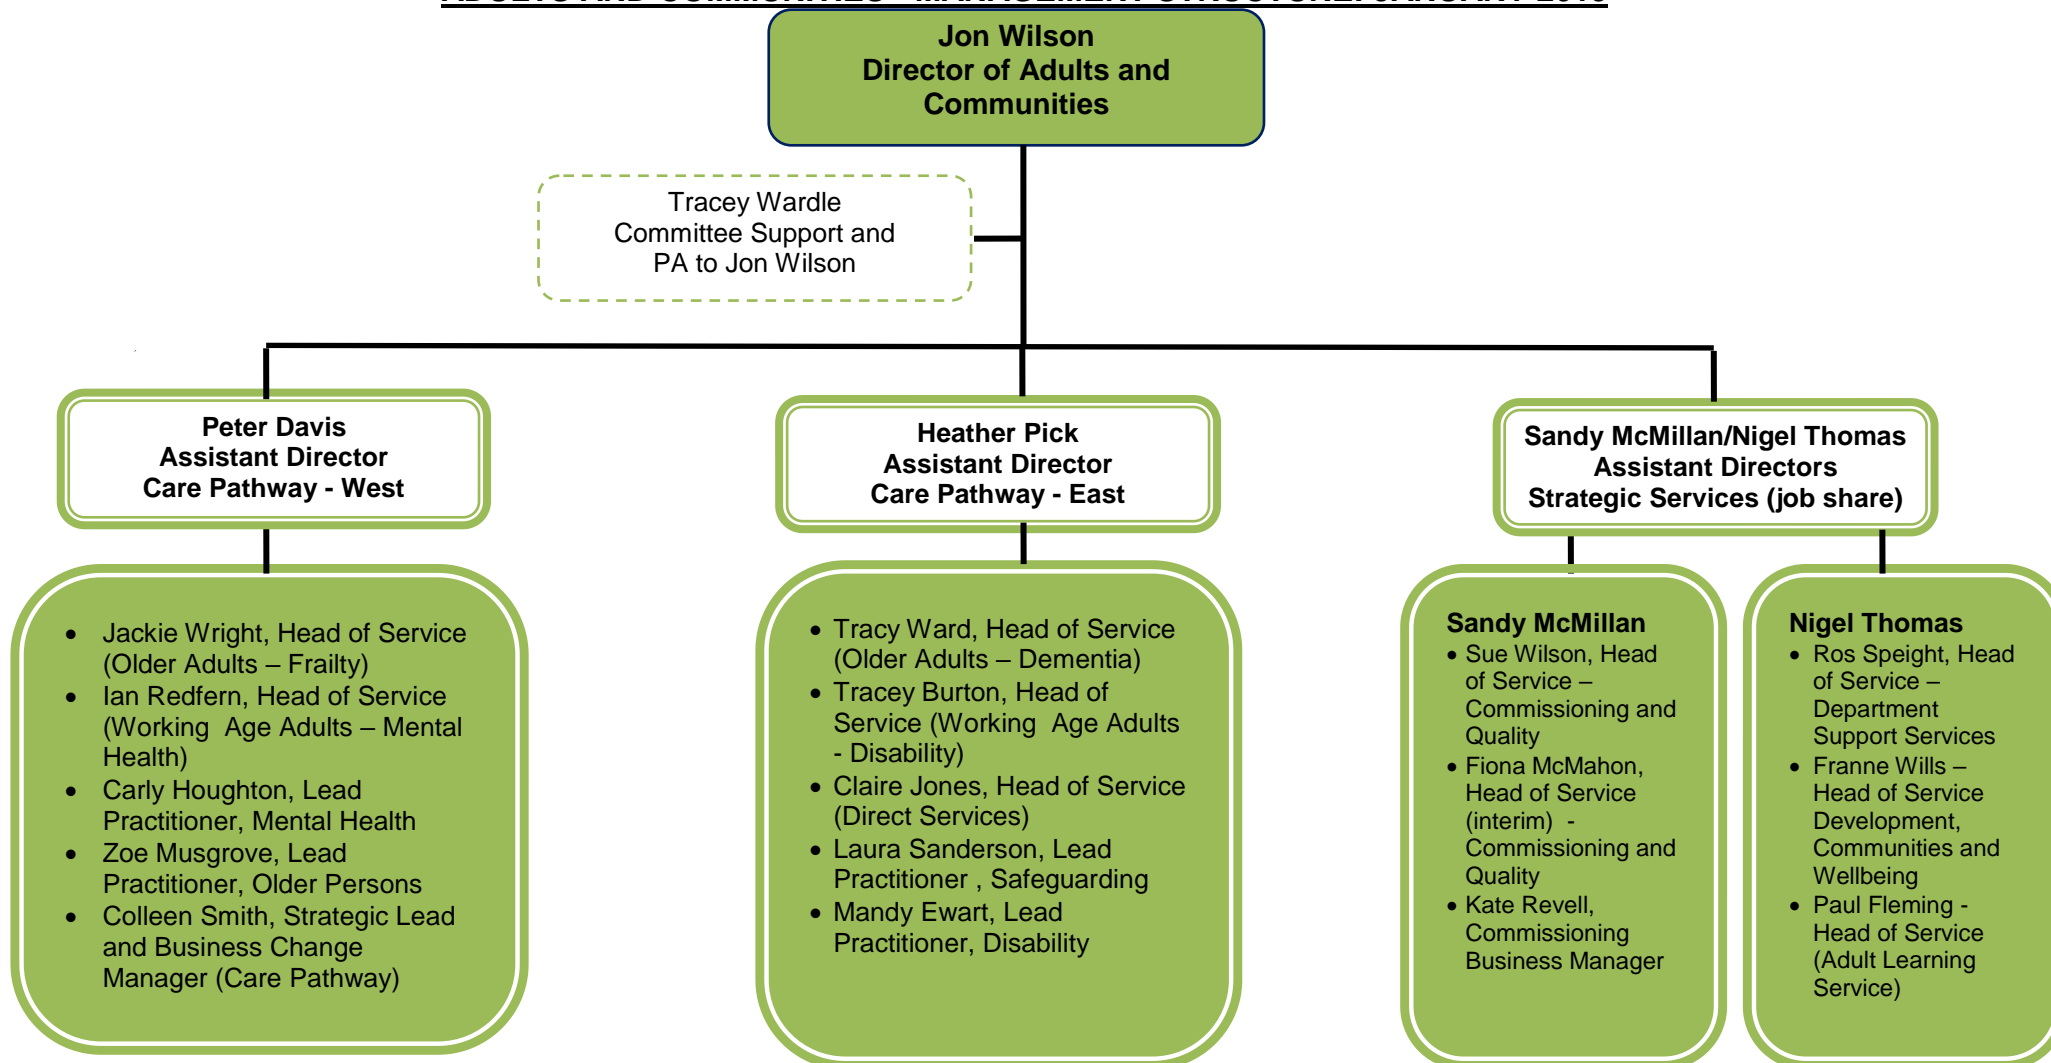 Jon Wilson
Director of Adults and
Communities
Tracey Wardle
Committee Support and
PA to Jon Wilson
Peter Davis
Assistant Director
Care Pathway - West
Heather Pick
Assistant Director
Care Pathway - East
Sandy McMillan/Nigel Thomas
Assistant Directors
Strategic Services (job share)
• Jackie Wright, Head of Service
(Older Adults – Frailty)
• Ian Redfern, Head of Service
(Working Age Adults – Mental
Health)
• Carly Houghton, Lead
Practitioner, Mental Health
• Zoe Musgrove, Lead
Practitioner, Older Persons
• Colleen Smith, Strategic Lead
and Business Change
Manager (Care Pathway)
• Tracy Ward, Head of Service
(Older Adults – Dementia)
• Tracey Burton, Head of
Service (Working Age Adults
- Disability)
• Claire Jones, Head of Service
(Direct Services)
• Laura Sanderson, Lead
Practitioner , Safeguarding
• Mandy Ewart, Lead
Practitioner, Disability
Sandy McMillan
• Sue Wilson, Head
of Service –
Commissioning and
Quality
• Fiona McMahon,
Head of Service
(interim) -
Commissioning and
Quality
• Kate Revell,
Commissioning
Business Manager
Nigel Thomas
• Ros Speight, Head
of Service –
Department
Support Services
• Franne Wills –
Head of Service
Development,
Communities and
Wellbeing
• Paul Fleming -
Head of Service
(Adult Learning
Service)